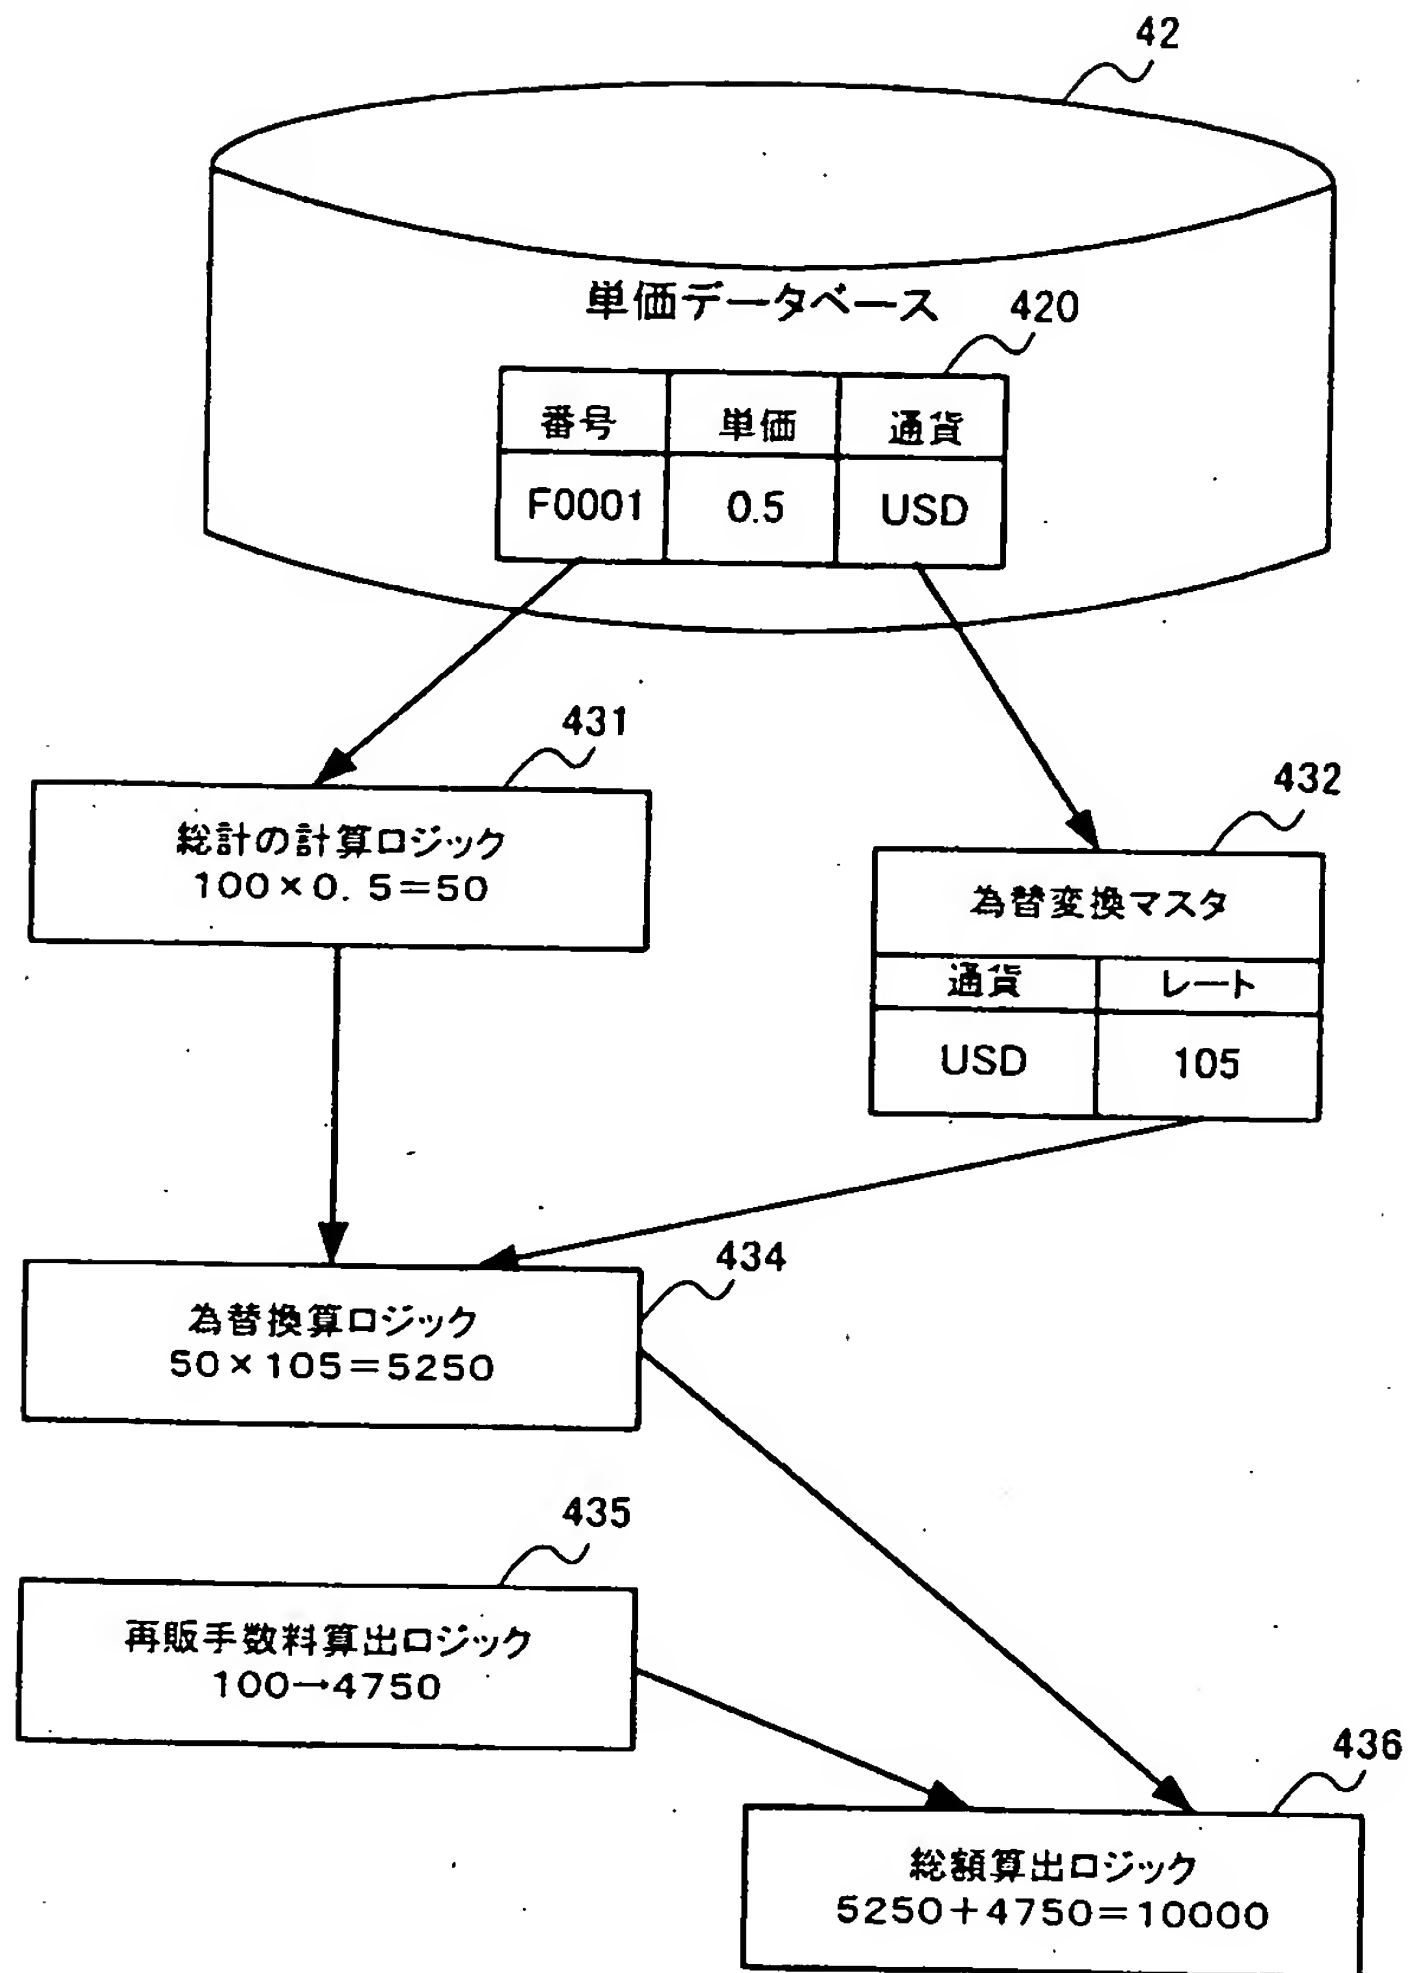 42
単価データベース
420
番号 単価 通貨
F0001 0.5 USD
431
総計の計算ロジック
100×0.5=50
432
為替変換マスタ
通貨 レート
USD 105
434
為替換算ロジック
50×105=5250
435
再販手数料算出ロジック
100→4750
436
総額算出ロジック
5250+4750=10000